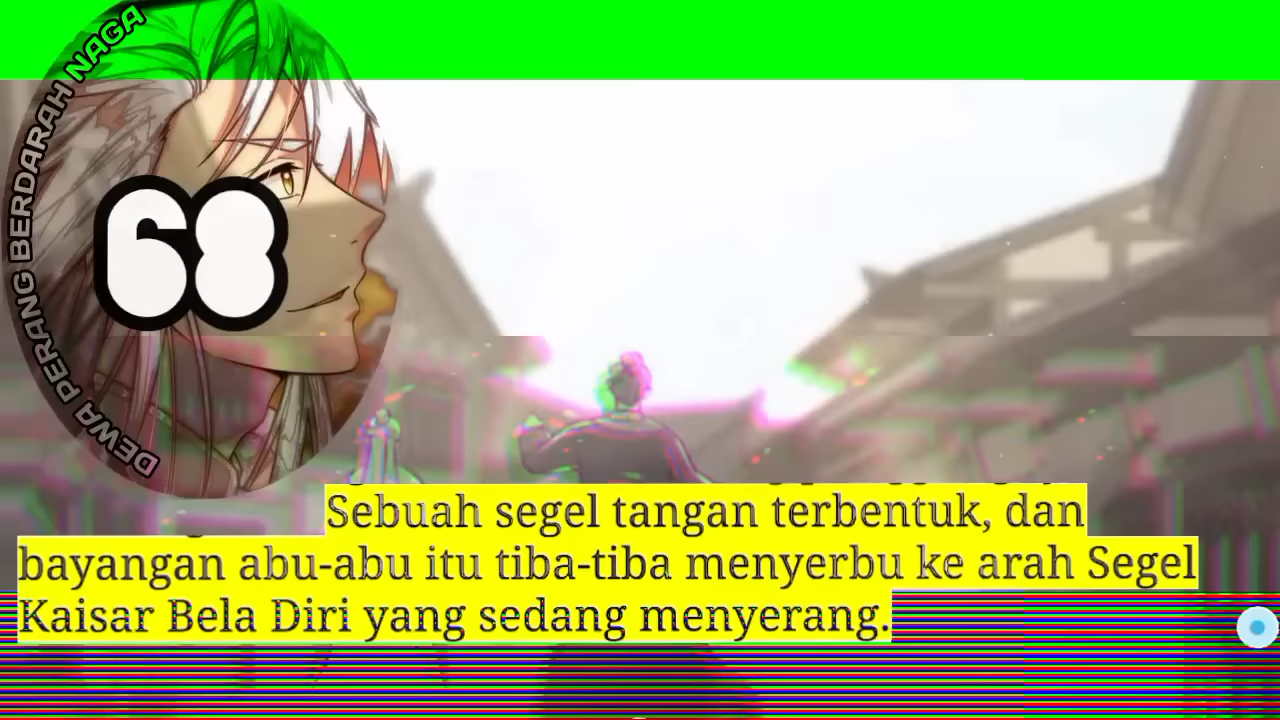 DEWA PERANG BERDARAH NAGA
68
Sebuah segel tangan terbentuk, dan
bayangan abu-abu itu tiba-tiba menyerbu ke arah Segel
Kaisar Bela Diri yang sedang menyerang.